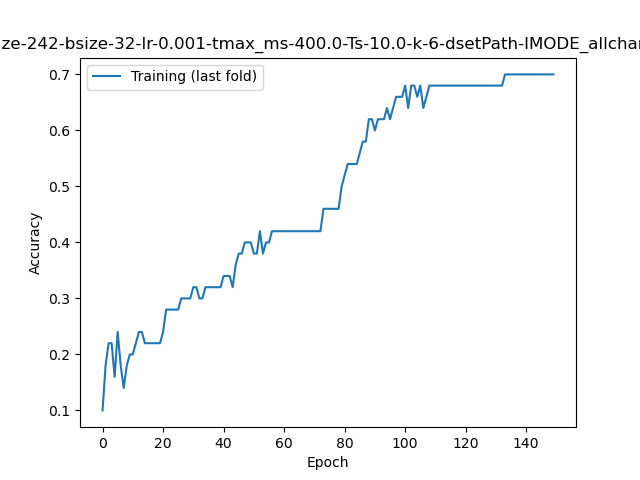 ze-242-bsize-32-lr-0.001-tmax_ms-400.0-Ts-10.0-k-6-dsetPath-IMODE_allchar
Training (last fold)
0.7
0.6
0.5
0.4
0.3
0.2
0.1
Accuracy
0 20 40 60 80 100 120 140
Epoch